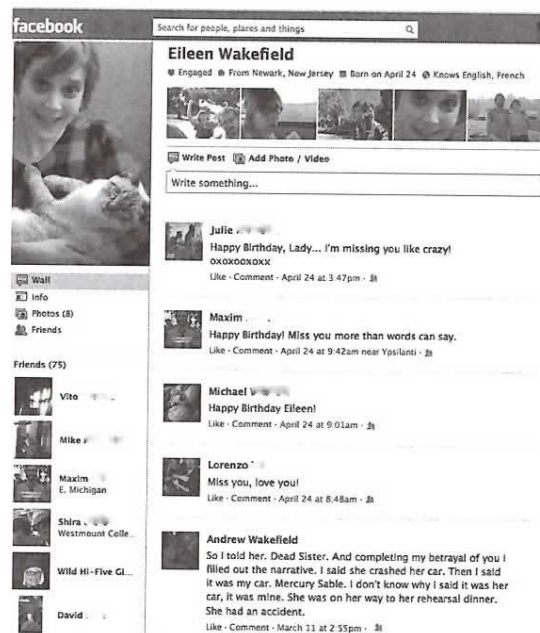 facebook
Search for people, places and things
Eileen Wakefield
Engaged From Newark, New Jersey Born on April 24 Knows English, French
Write Post Add Photo / Video
Write something...
Julie
Happy Birthday, Lady... I'm missing you like crazy!
oxoxooxoxx
Like · Comment · April 24 at 3:47pm ·
Maxim
Happy Birthday! Miss you more than words can say.
Like · Comment · April 24 at 9:42am near Ypsilanti ·
Michael
Happy Birthday Eileen!
Like · Comment · April 24 at 9:01am ·
Lorenzo
Miss you, love you!
Like · Comment · April 24 at 8:48am ·
Andrew Wakefield
So I told her. Dead Sister. And completing my betrayal of you I
filled out the narrative. I said she crashed her car. Then I said
it was my car. Mercury Sable. I don't know why I said it was her
car, it was mine. She was on her way to her rehearsal dinner.
She had an accident.
Like · Comment · March 11 at 2:55pm ·
Wall
Info
Photos (8)
Friends
Friends (75)
Vito
Mike
Maxim
E. Michigan
Shira
Westmount Colle...
Wild Hi-Five Gi...
David